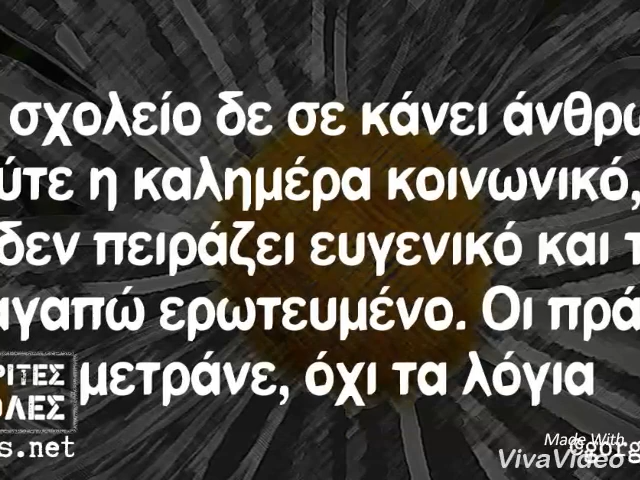 σχολείο δε σε κάνει άνθρω
ύτε η καλημέρα κοινωνικό,
δεν πειράζει ευγενικό και τ
αγαπώ ερωτευμένο. Οι πρά
μετράνε, όχι τα λόγια
ΡΙΤΕΣ
ΛΕΣ
s.net
Made With
VivaVideo